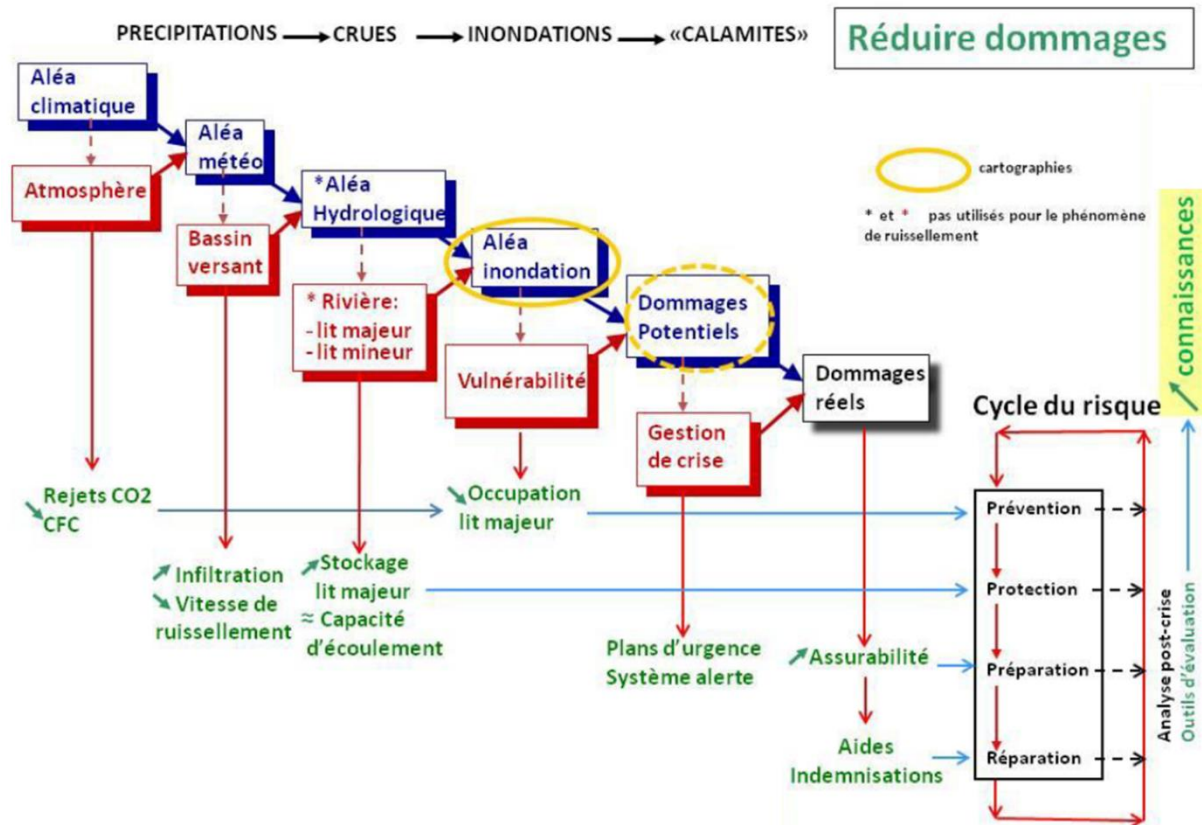 PRECIPITATIONS CRUES INONDATIONS «CALAMITES»
Réduire dommages
Aléa
climatique
Aléa
météo
Atmosphère
*Aléa
Hydrologique
Bassin
versant
Aléa
inondation
* Rivière:
- lit majeur
- lit mineur
Dommages
Potentiels
Vulnérabilité
Dommages
réels
Gestion
de crise
cartographies
* et * pas utilisés pour le phénomène
de ruissellement
connaissances
Cycle du risque
Rejets CO2
CFC
Occupation
lit majeur
Infiltration
Vitesse de
ruissellement
Stockage
lit majeur
≈ Capacité
d'écoulement
Plans d'urgence
Système alerte
Assurabilité
Aides
Indemnisations
Prévention
Protection
Préparation
Réparation
Analyse post-crise
Outils d'évaluation